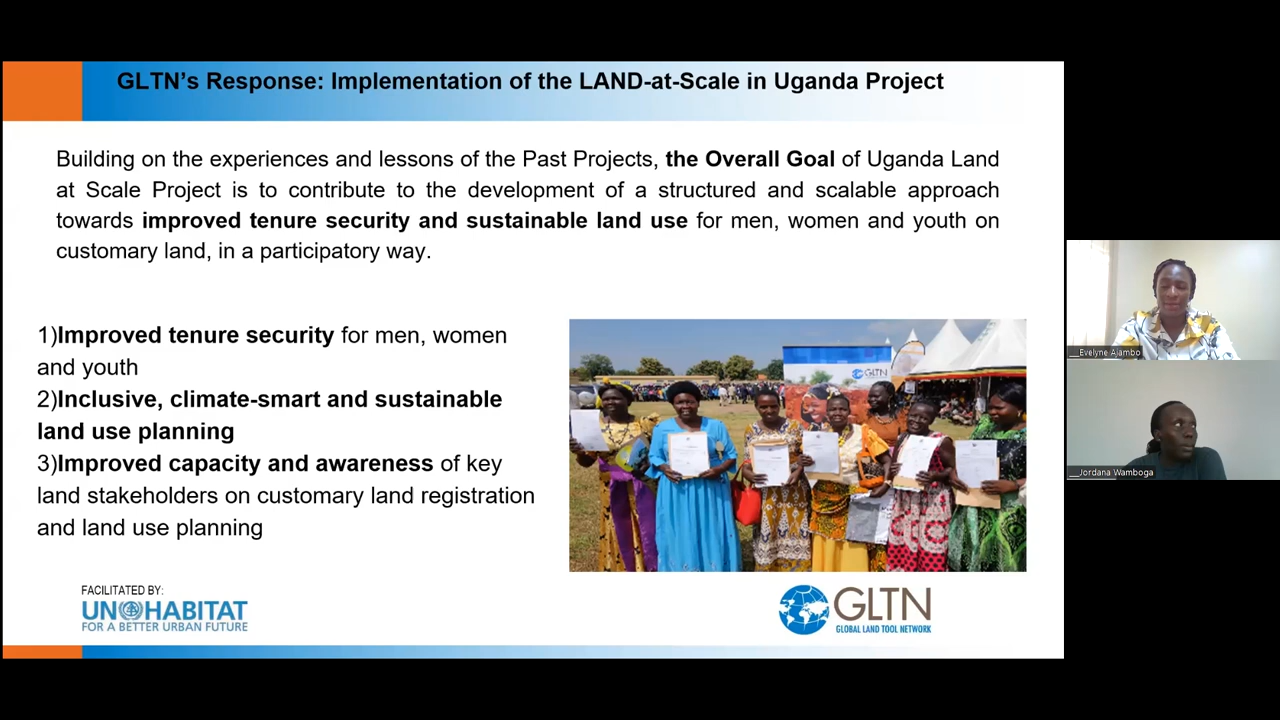 GLTN's Response: Implementation of the LAND-at-Scale in Uganda Project
Building on the experiences and lessons of the Past Projects, the Overall Goal of Uganda Land
at Scale Project is to contribute to the development of a structured and scalable approach
towards improved tenure security and sustainable land use for men, women and youth on
customary land, in a participatory way.
1)Improved tenure security for men, women
and youth
2)Inclusive, climate-smart and sustainable
land use planning
3)Improved capacity and awareness of key
land stakeholders on customary land registration
and land use planning
GLTN
FACILITATED BY:
UN HABITAT
FOR A BETTER URBAN FUTURE
GLTN
GLOBAL LAND TOOL NETWORK
__Evelyne Ajambo
__Jordana Wamboga